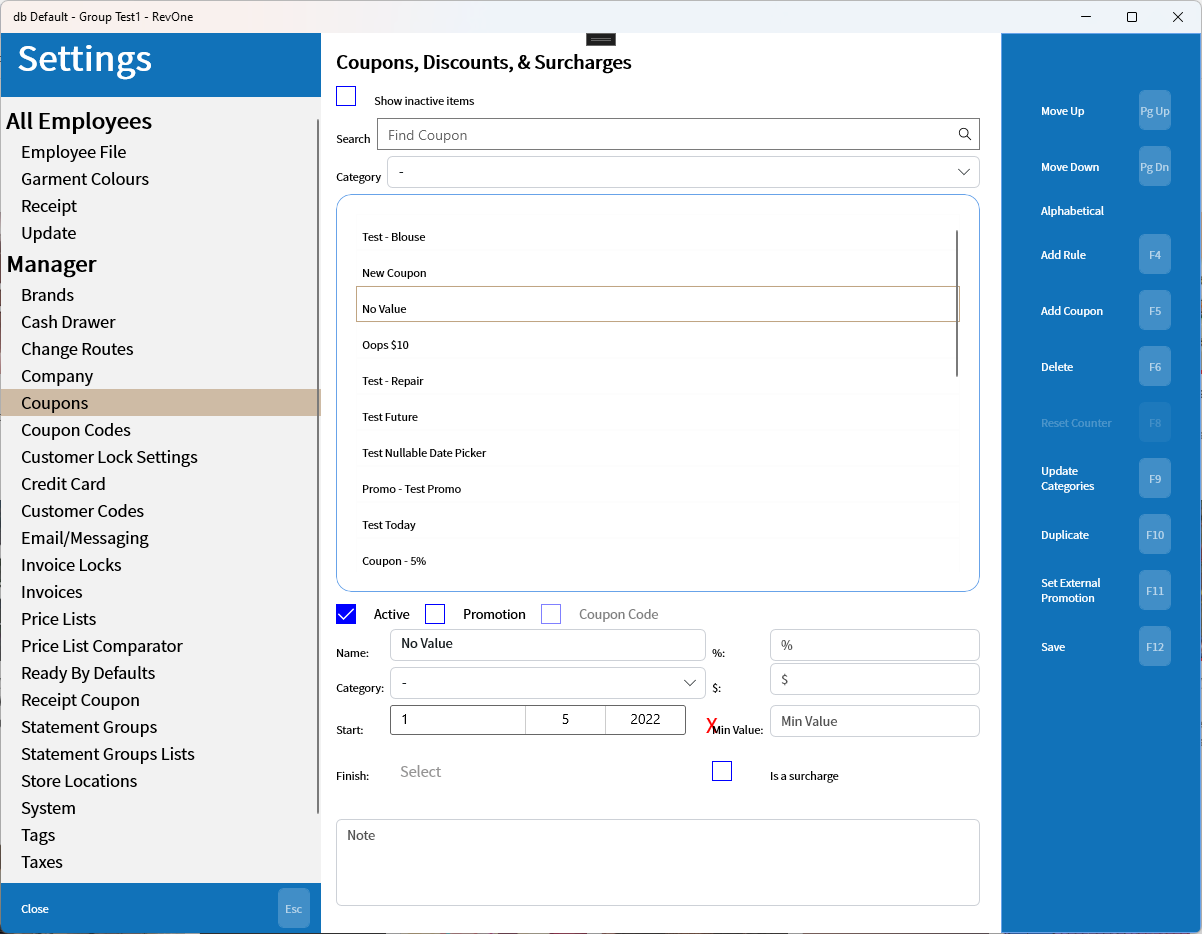 db Default - Group Test1 - RevOne
Settings
All Employees
Employee File
Garment Colours
Receipt
Update
Manager
Brands
Cash Drawer
Change Routes
Company
Coupons
Coupon Codes
Customer Lock Settings
Credit Card
Customer Codes
Email/Messaging
Invoice Locks
Invoices
Price Lists
Price List Comparator
Ready By Defaults
Receipt Coupon
Statement Groups
Statement Groups Lists
Store Locations
System
Tags
Taxes
Close Esc
Coupons, Discounts, & Surcharges
Show inactive items
Search Find Coupon
Category -
Test - Blouse
New Coupon
No Value
Oops $10
Test - Repair
Test Future
Test Nullable Date Picker
Promo - Test Promo
Test Today
Coupon - 5%
Active Promotion Coupon Code
Name: No Value %: %
Category: - $: $
Start: 1 5 2022 X Min Value: Min Value
Finish: Select Is a surcharge
Note
Move Up Pg Up
Move Down Pg Dn
Alphabetical
Add Rule F4
Add Coupon F5
Delete F6
Reset Counter F8
Update
Categories F9
Duplicate F10
Set External
Promotion F11
Save F12